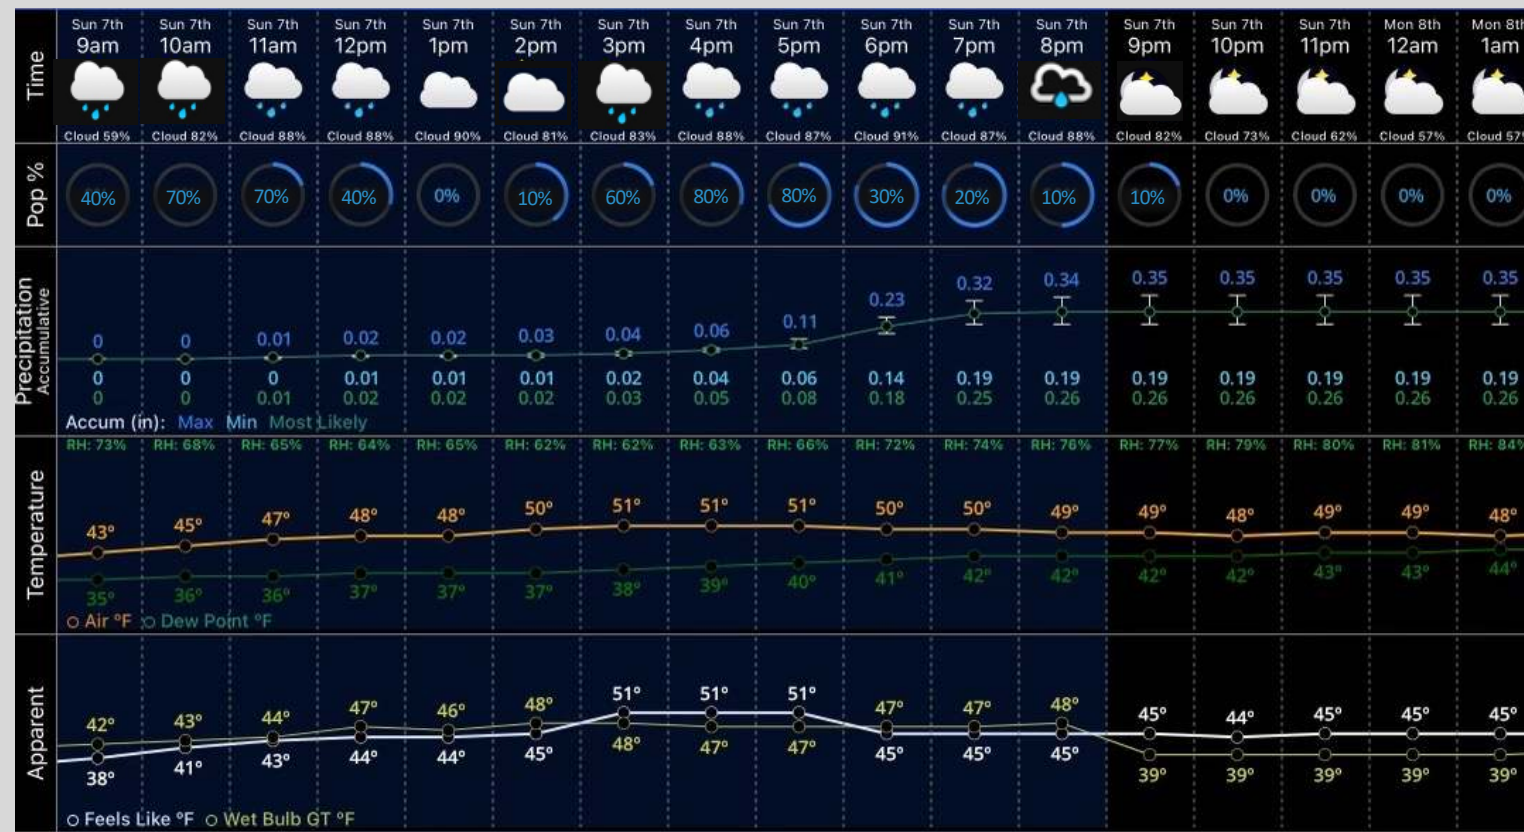 Time
Sun 7th Sun 7th Sun 7th Sun 7th Sun 7th Sun 7th Sun 7th Sun 7th Sun 7th Sun 7th Sun 7th Sun 7th Sun 7th Sun 7th Sun 7th Mon 8th Mon 8th
9am 10am 11am 12pm 1pm 2pm 3pm 4pm 5pm 6pm 7pm 8pm 9pm 10pm 11pm 12am 1am
Cloud 59% Cloud 82% Cloud 88% Cloud 88% Cloud 90% Cloud 81% Cloud 83% Cloud 88% Cloud 87% Cloud 91% Cloud 87% Cloud 88% Cloud 82% Cloud 73% Cloud 62% Cloud 57% Cloud 57%
Pop %
40% 70% 70% 40% 0% 10% 60% 80% 80% 30% 20% 10% 10% 0% 0% 0% 0%
Precipitation
Accumulative
0 0 0.01 0.02 0.02 0.03 0.04 0.06 0.11 0.23 0.32 0.34 0.35 0.35 0.35 0.35 0.35
0 0 0 0.01 0.01 0.01 0.02 0.04 0.06 0.14 0.19 0.19 0.19 0.19 0.19 0.19 0.19
0 0 0.01 0.02 0.02 0.02 0.03 0.05 0.08 0.18 0.25 0.26 0.26 0.26 0.26 0.26 0.26
Accum (in): Max Min Most Likely
Temperature
RH: 73% RH: 68% RH: 65% RH: 64% RH: 65% RH: 62% RH: 62% RH: 63% RH: 66% RH: 72% RH: 74% RH: 76% RH: 77% RH: 79% RH: 80% RH: 81% RH: 84%
43° 45° 47° 48° 48° 50° 51° 51° 51° 50° 50° 49° 49° 48° 49° 49° 48°
35° 36° 36° 37° 37° 37° 38° 39° 40° 41° 42° 42° 42° 42° 43° 43° 44°
Air °F Dew Point °F
Apparent
42° 43° 44° 47° 46° 48° 51° 51° 51° 47° 47° 48° 45° 44° 45° 45° 45°
38° 41° 43° 44° 44° 45° 48° 47° 47° 45° 45° 45° 39° 39° 39° 39° 39°
Feels Like °F Wet Bulb GT °F